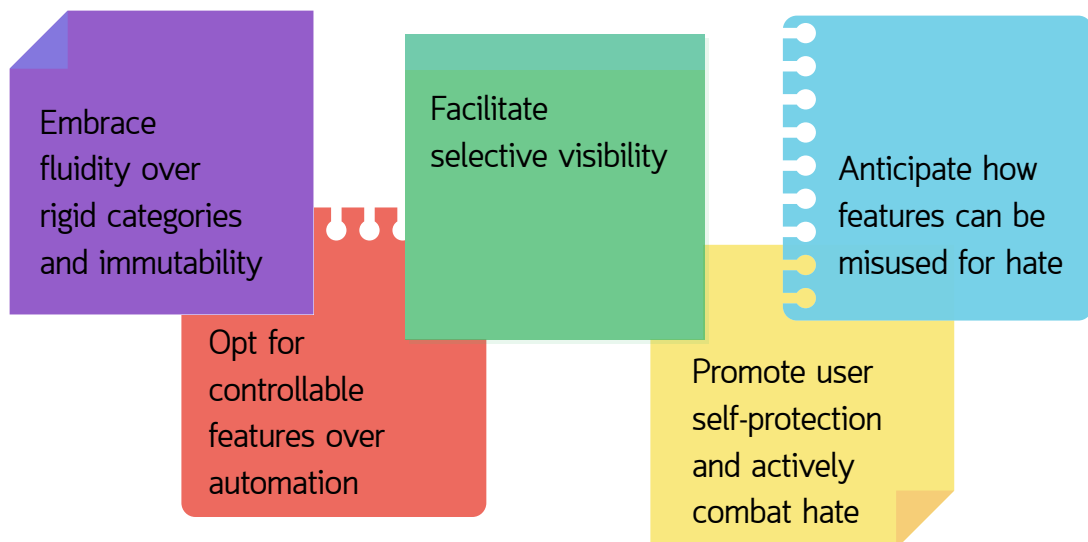 Embrace
fluidity over
rigid categories
and immutability
Opt for
controllable
features over
automation
Facilitate
selective visibility
Promote user
self-protection
and actively
combat hate
Anticipate how
features can be
misused for hate